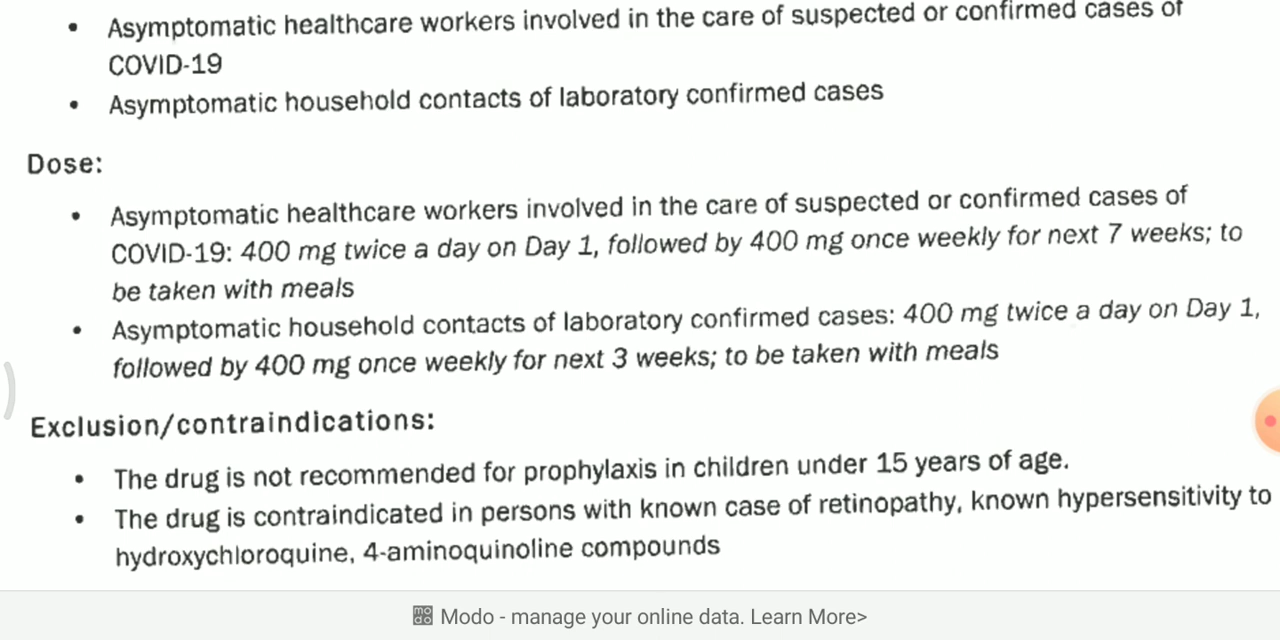 • Asymptomatic healthcare workers involved in the care of suspected or confirmed cases of
COVID-19
• Asymptomatic household contacts of laboratory confirmed cases
Dose:
• Asymptomatic healthcare workers involved in the care of suspected or confirmed cases of
COVID-19: 400 mg twice a day on Day 1, followed by 400 mg once weekly for next 7 weeks; to
be taken with meals
• Asymptomatic household contacts of laboratory confirmed cases: 400 mg twice a day on Day 1,
followed by 400 mg once weekly for next 3 weeks; to be taken with meals
Exclusion/contraindications:
• The drug is not recommended for prophylaxis in children under 15 years of age.
• The drug is contraindicated in persons with known case of retinopathy, known hypersensitivity to
hydroxychloroquine, 4-aminoquinoline compounds
mo
do Modo - manage your online data. Learn More>